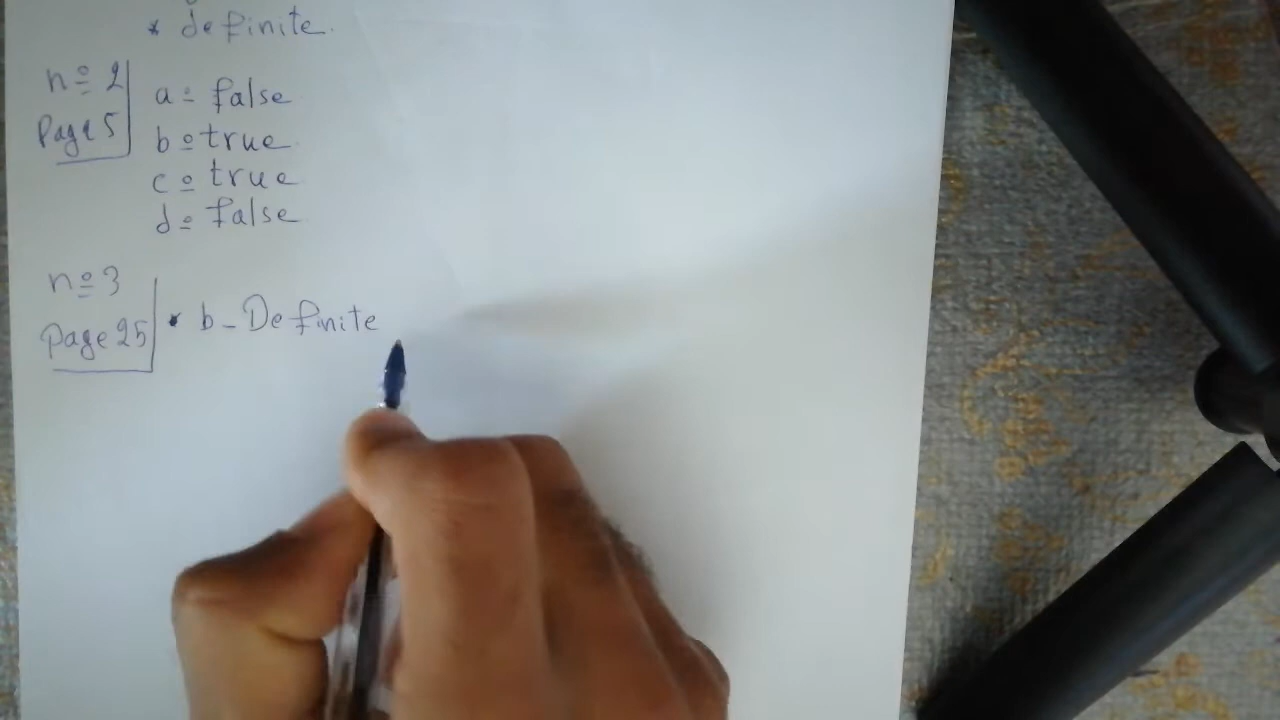 * definite.
n° 2
Page 5
a: false
b: true
c: true
d: false
n° 3
Page 25
* b - Definite